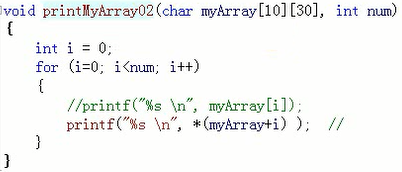 void printMyArray02(char myArray[10][30], int num)
{
int i = 0;
for (i=0; i<num; i++)
{
//printf("%s \n", myArray[i]);
printf("%s \n", *(myArray+i) ); //
}
}